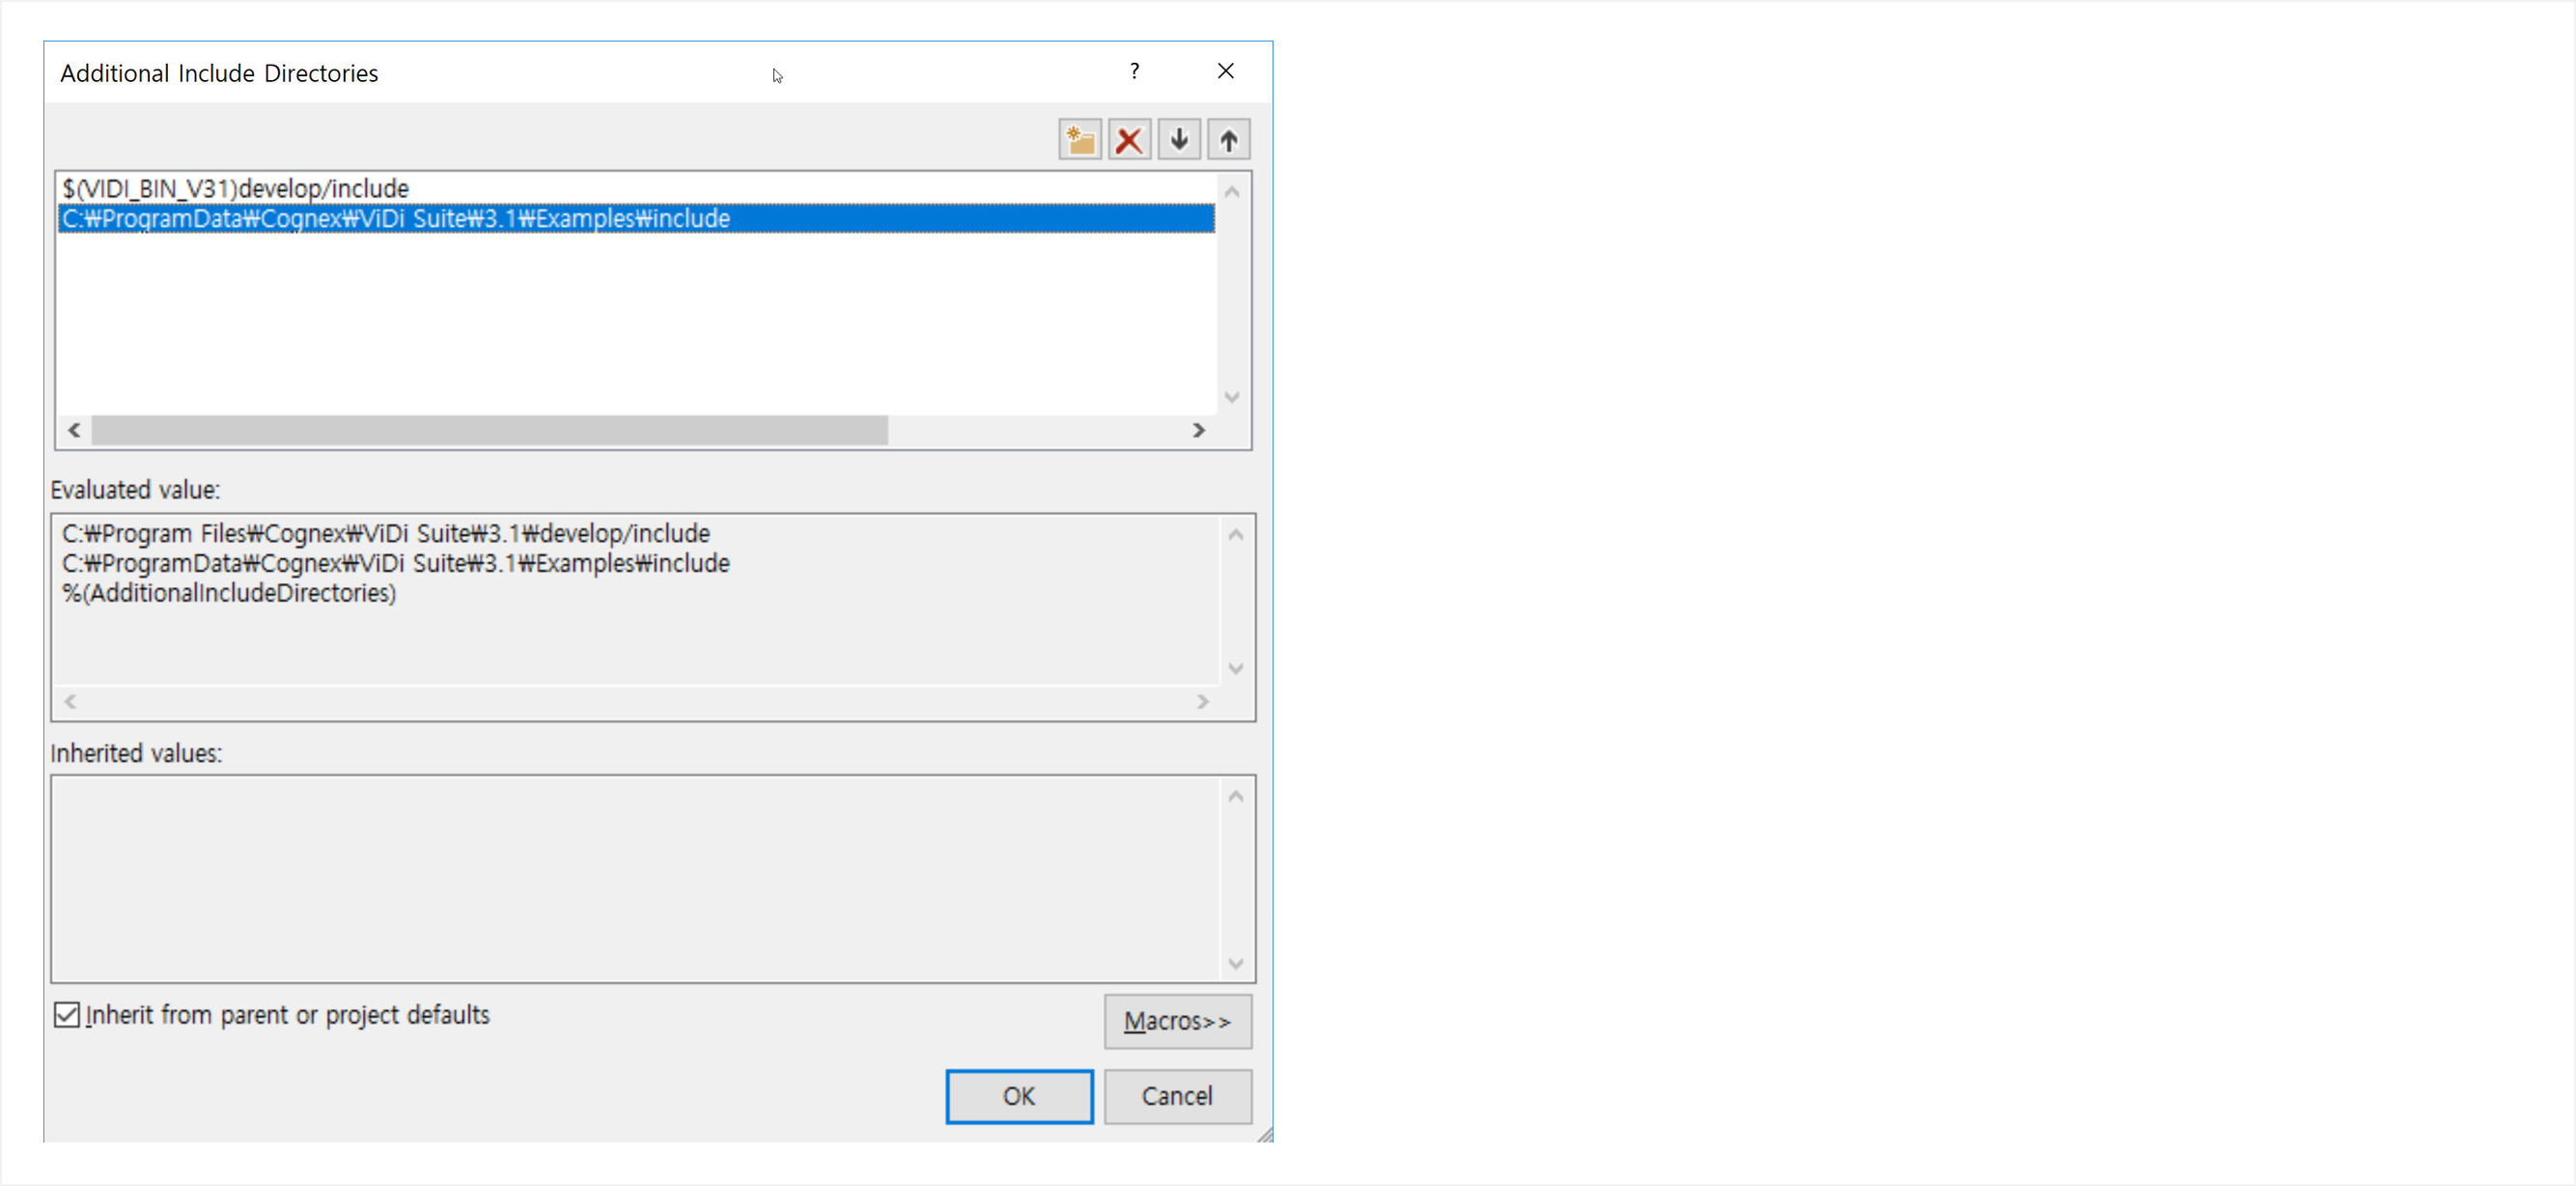 Additional Include Directories
?
$(VIDI_BIN_V31)develop/include
C:₩ProgramData₩Cognex₩ViDi Suite₩3.1₩Examples₩include
Evaluated value:
C:₩Program Files₩Cognex₩ViDi Suite₩3.1₩develop/include
C:₩ProgramData₩Cognex₩ViDi Suite₩3.1₩Examples₩include
%(AdditionalIncludeDirectories)
Inherited values:
Inherit from parent or project defaults
Macros>>
OK
Cancel